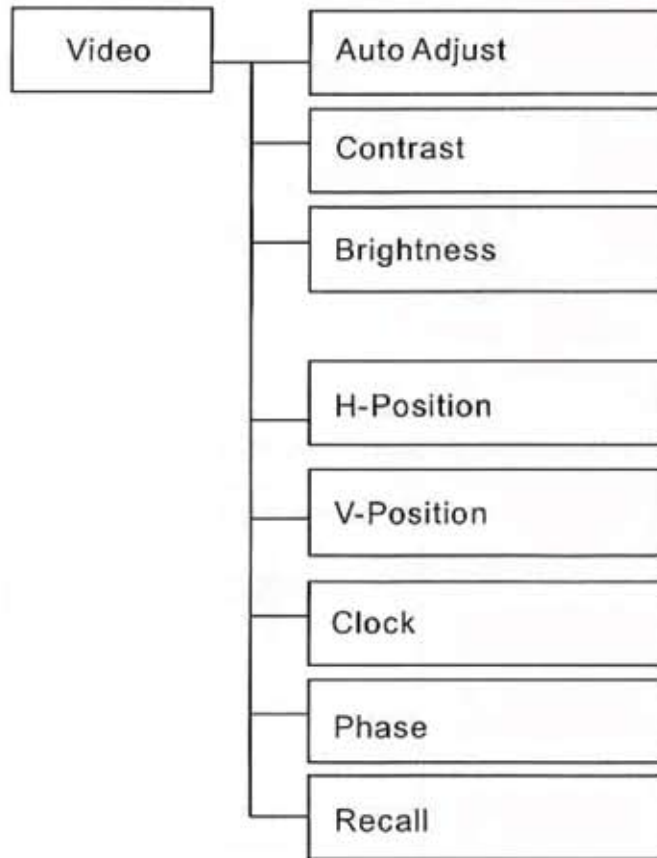 Video
Auto Adjust
Contrast
Brightness
H-Position
V-Position
Clock
Phase
Recall